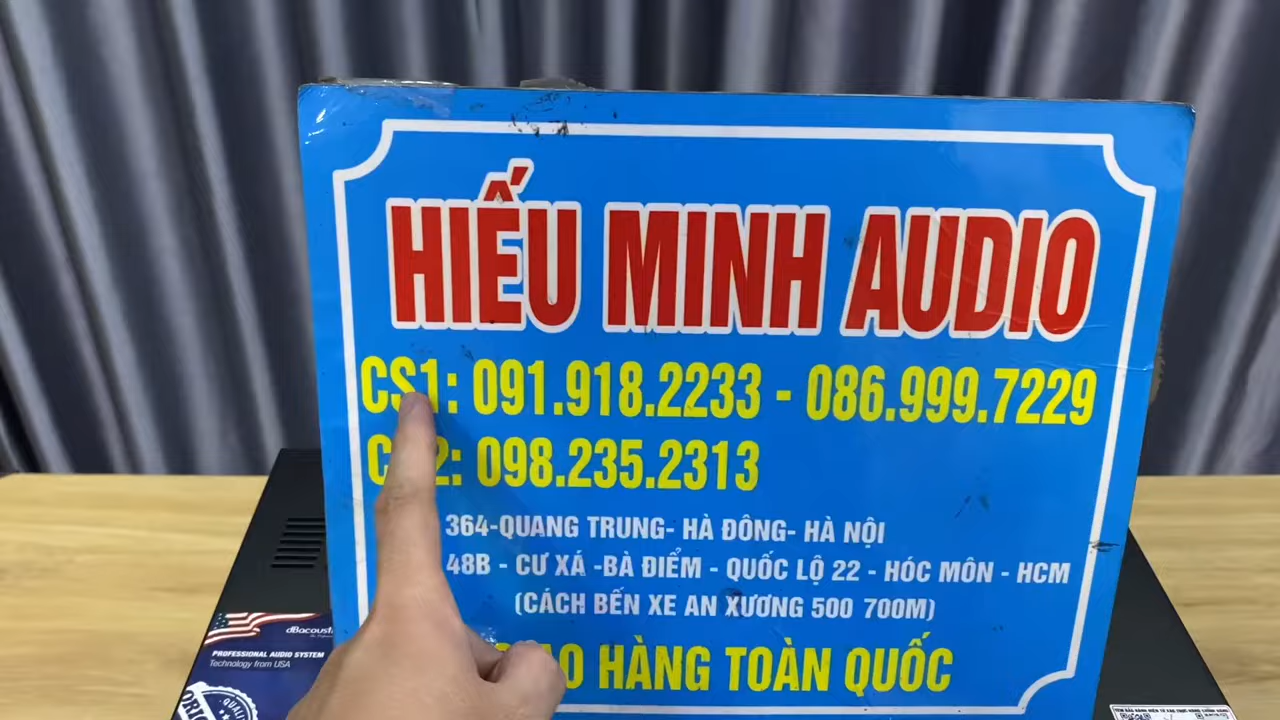 HIẾU MINH AUDIO
CS1: 091.918.2233 - 086.999.7229
2: 098.235.2313
364-QUANG TRUNG- HÀ ĐÔNG- HÀ NỘI
48B - CƯ XÁ -BÀ ĐIỂM - QUỐC LỘ 22 - HÓC MÔN - HCM
(CÁCH BẾN XE AN XƯƠNG 500 700M)
HÀNG TOÀN QUỐC
PROFESSIONAL AUDIO SYSTEM
Technology from USA